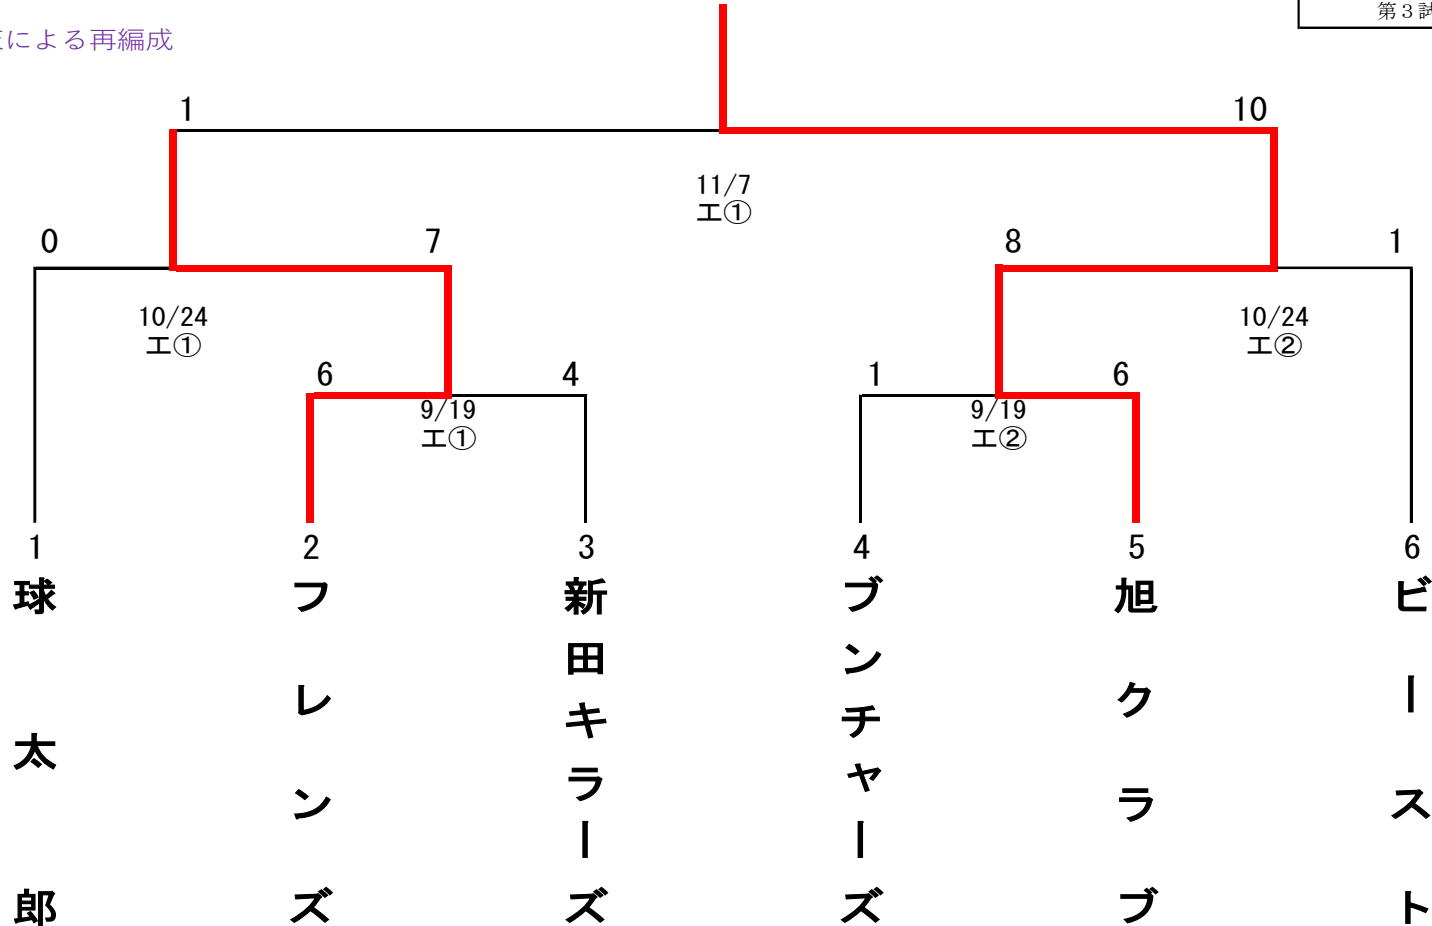 第３試
による再編成
1 10
11/7
エ①
0 7 8 1
10/24 10/24
エ① エ②
6 4 1 6
9/19 9/19
エ① エ②
1 2 3 4 5 6
球太郎
フレンズ
新田キラーズ
ブンチャーズ
旭クラブ
ビースト